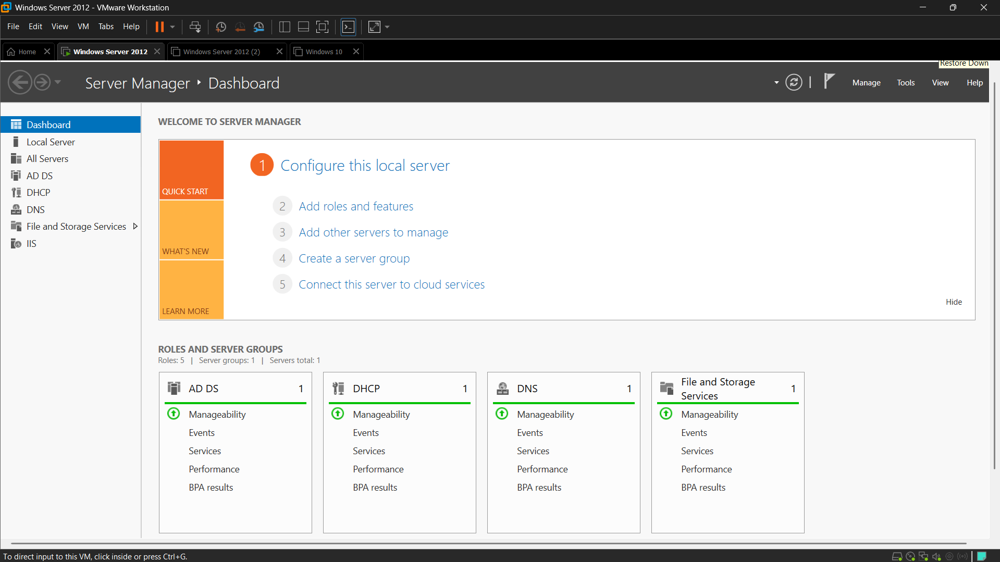 Windows Server 2012 - VMware Workstation
File Edit View VM Tabs Help
Home Windows Server 2012 Windows Server 2012 (2) Windows 10
Restore Down
Server Manager Dashboard
Manage Tools View Help
Dashboard
Local Server
All Servers
AD DS
DHCP
DNS
File and Storage Services
IIS
WELCOME TO SERVER MANAGER
QUICK START
WHAT'S NEW
LEARN MORE
1 Configure this local server
2 Add roles and features
3 Add other servers to manage
4 Create a server group
5 Connect this server to cloud services
Hide
ROLES AND SERVER GROUPS
Roles: 5 | Server groups: 1 | Servers total: 1
AD DS 1
Manageability
Events
Services
Performance
BPA results
DHCP 1
Manageability
Events
Services
Performance
BPA results
DNS 1
Manageability
Events
Services
Performance
BPA results
File and Storage
Services 1
Manageability
Events
Services
Performance
BPA results
To direct input to this VM, click inside or press Ctrl+G.